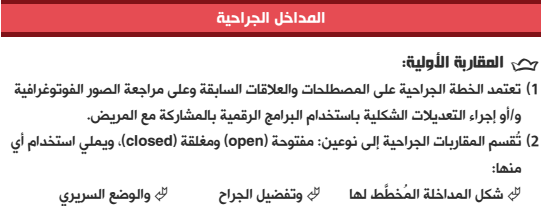 المداخل الجراحية
المقاربة الأولية:
1) تعتمد الخطة الجراحية على المصطلحات والعلاقات السابقة وعلى مراجعة الصور الفوتوغرافية
و/أو إجراء التعديلات الشكلية باستخدام البرامج الرقمية بالمشاركة مع المريض.
2) تُقسم المقاربات الجراحية إلى نوعين: مفتوحة (open) ومغلقة (closed)، ويملي استخدام أي
منها:
شكل المداخلة المُخطَّط لها وتفضيل الجراح والوضع السريري